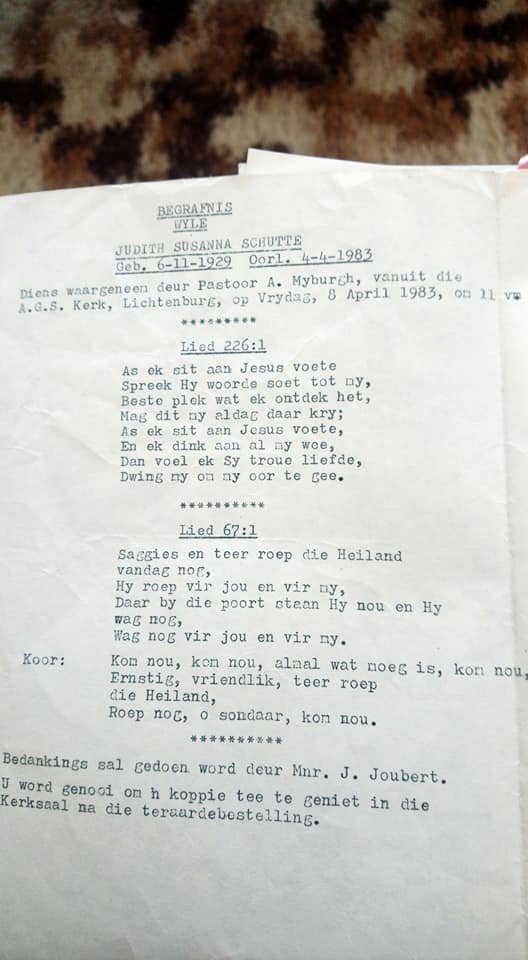 BEGRAFNIS
WYLE
JUDITH SUSANNA SCHUTTE
Geb. 6-11-1929 Oorl. 4-4-1983
Diens waargeneem deur Pastoor A. Myburgh, vanuit die
A.G.S. Kerk, Lichtenburg, op Vrydag, 8 April 1983, om 11 vm
*********
Lied 226:1
As ek sit aan Jesus voete
Spreek Hy woorde soet tot my,
Beste plek wat ek ontdek het,
Mag dit my aldag daar kry;
As ek sit aan Jesus voete,
En ek dink aan al my wee,
Dan voel ek Sy troue liefde,
Dwing my om my oor te gee.
**********
Lied 67:1
Saggies en teer roep die Heiland
vandag nog,
Hy roep vir jou en vir my,
Daar by die poort staan Hy nou en Hy
wag nog,
Wag nog vir jou en vir my.
Koor: Kom nou, kom nou, almal wat moeg is, kom nou,
Ernstig, vriendlik, teer roep
die Heiland,
Roep nog, o sondaar, kom nou.
**********
Bedankings sal gedoen word deur Mnr. J. Joubert.
U word genooi om h koppie tee te geniet in die
Kerksaal na die teraardebestelling.